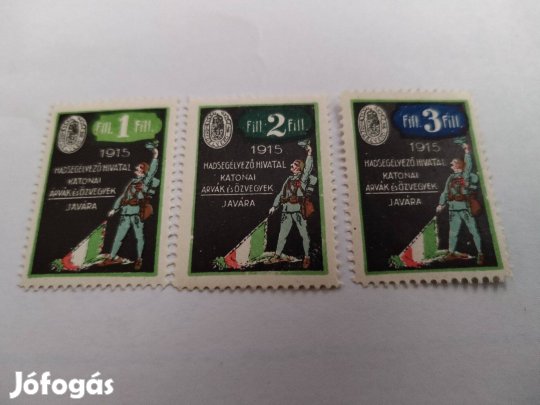 Fill. 1 Fill.
1915
HADSEGÉLYEZŐ HIVATAL
KATONAI
ÁRVÁK és ÖZVEGYEK
JAVÁRA
Fill. 2 Fill.
1915
HADSEGÉLYEZŐ HIVATAL
KATONAI
ÁRVÁK és ÖZVEGYEK
JAVÁRA
Fill. 3 Fill.
1915
HADSEGÉLYEZŐ HIVATAL
KATONAI
ÁRVÁK és ÖZVEGYEK
JAVÁRA
Jófogás